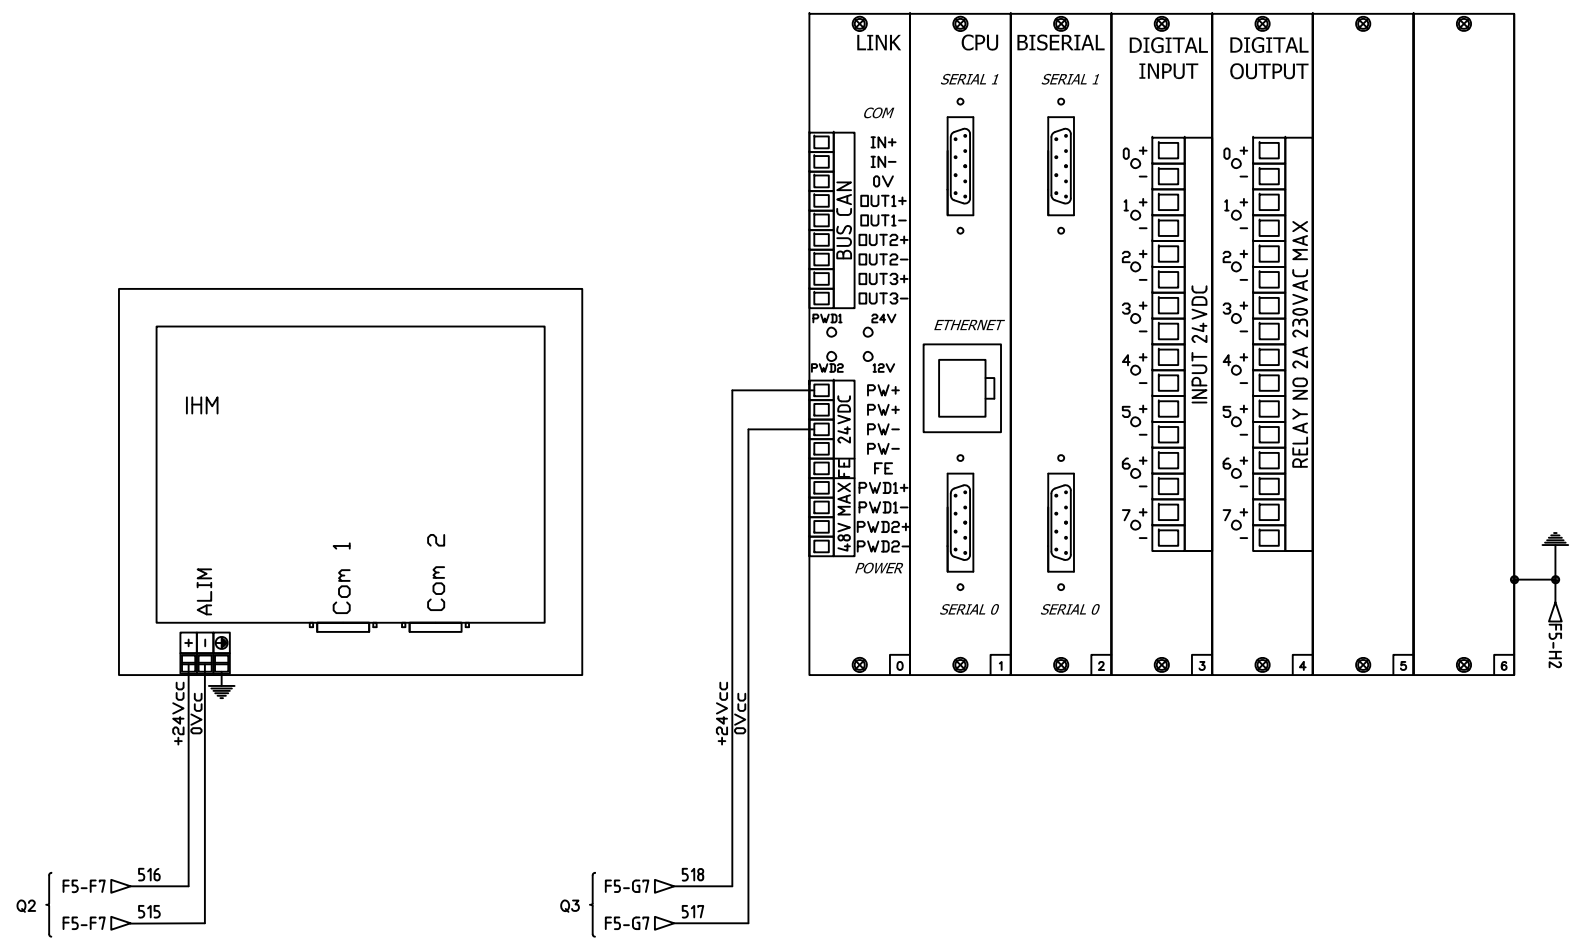 LINK
CPU
BISERIAL
DIGITAL
INPUT
DIGITAL
OUTPUT
SERIAL 1
SERIAL 1
COM
IN+
IN-
0V
OUT1+
OUT1-
OUT2+
OUT2-
OUT3+
OUT3-
BUS CAN
PWD1
24V
PWD2
12V
PW+
PW+
PW-
PW-
FE
PWD1+
PWD1-
PWD2+
PWD2-
24VDC
FE
48V MAX
POWER
ETHERNET
SERIAL 0
SERIAL 0
0 +
-
1 +
-
2 +
-
3 +
-
4 +
-
5 +
-
6 +
-
7 +
-
INPUT 24VDC
0 +
-
1 +
-
2 +
-
3 +
-
4 +
-
5 +
-
6 +
-
7 +
-
RELAY NO 2A 230VAC MAX
0
1
2
3
4
5
6
F5-H2
IHM
ALIM
Com 1
Com 2
+ -
+24Vcc
0Vcc
+24Vcc
0Vcc
Q2
F5-F7
516
F5-F7
515
Q3
F5-G7
518
F5-G7
517